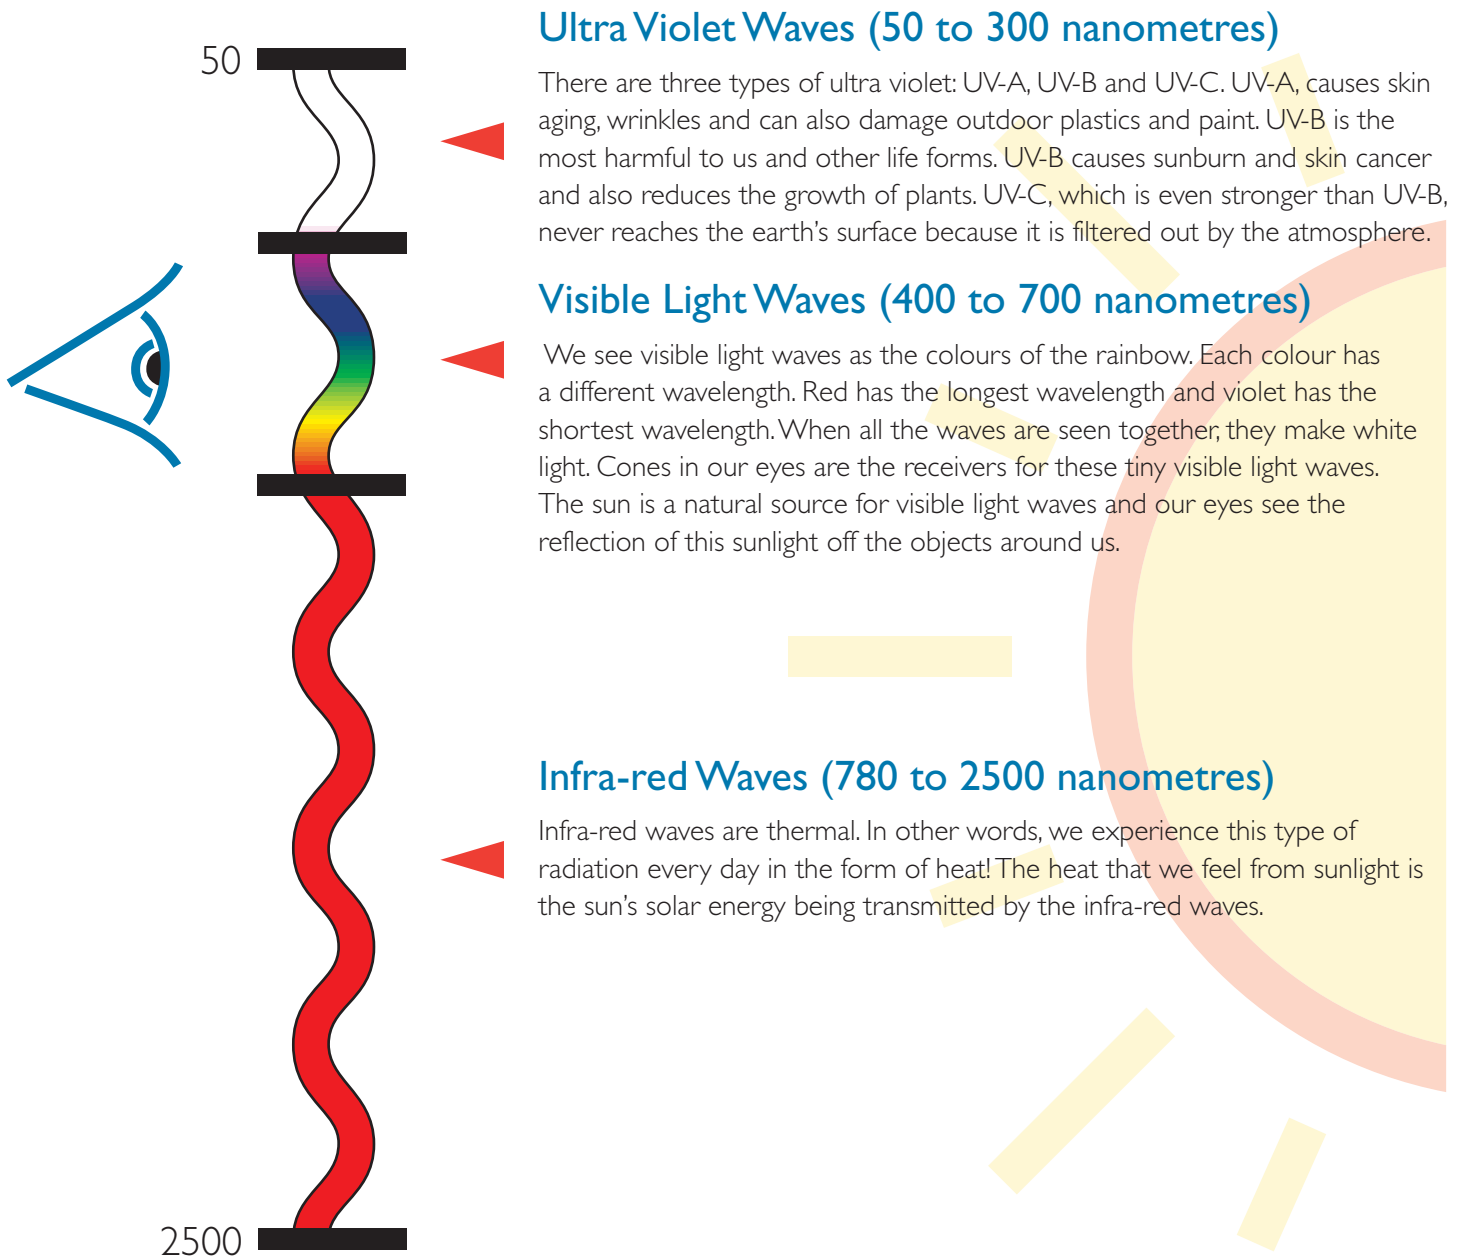 50
Ultra Violet Waves (50 to 300 nanometres)
There are three types of ultra violet: UV-A, UV-B and UV-C. UV-A, causes skin
aging, wrinkles and can also damage outdoor plastics and paint. UV-B is the
most harmful to us and other life forms. UV-B causes sunburn and skin cancer
and also reduces the growth of plants. UV-C, which is even stronger than UV-B,
never reaches the earth's surface because it is filtered out by the atmosphere.
Visible Light Waves (400 to 700 nanometres)
We see visible light waves as the colours of the rainbow. Each colour has
a different wavelength. Red has the longest wavelength and violet has the
shortest wavelength. When all the waves are seen together, they make white
light. Cones in our eyes are the receivers for these tiny visible light waves.
The sun is a natural source for visible light waves and our eyes see the
reflection of this sunlight off the objects around us.
Infra-red Waves (780 to 2500 nanometres)
Infra-red waves are thermal. In other words, we experience this type of
radiation every day in the form of heat! The heat that we feel from sunlight is
the sun's solar energy being transmitted by the infra-red waves.
2500